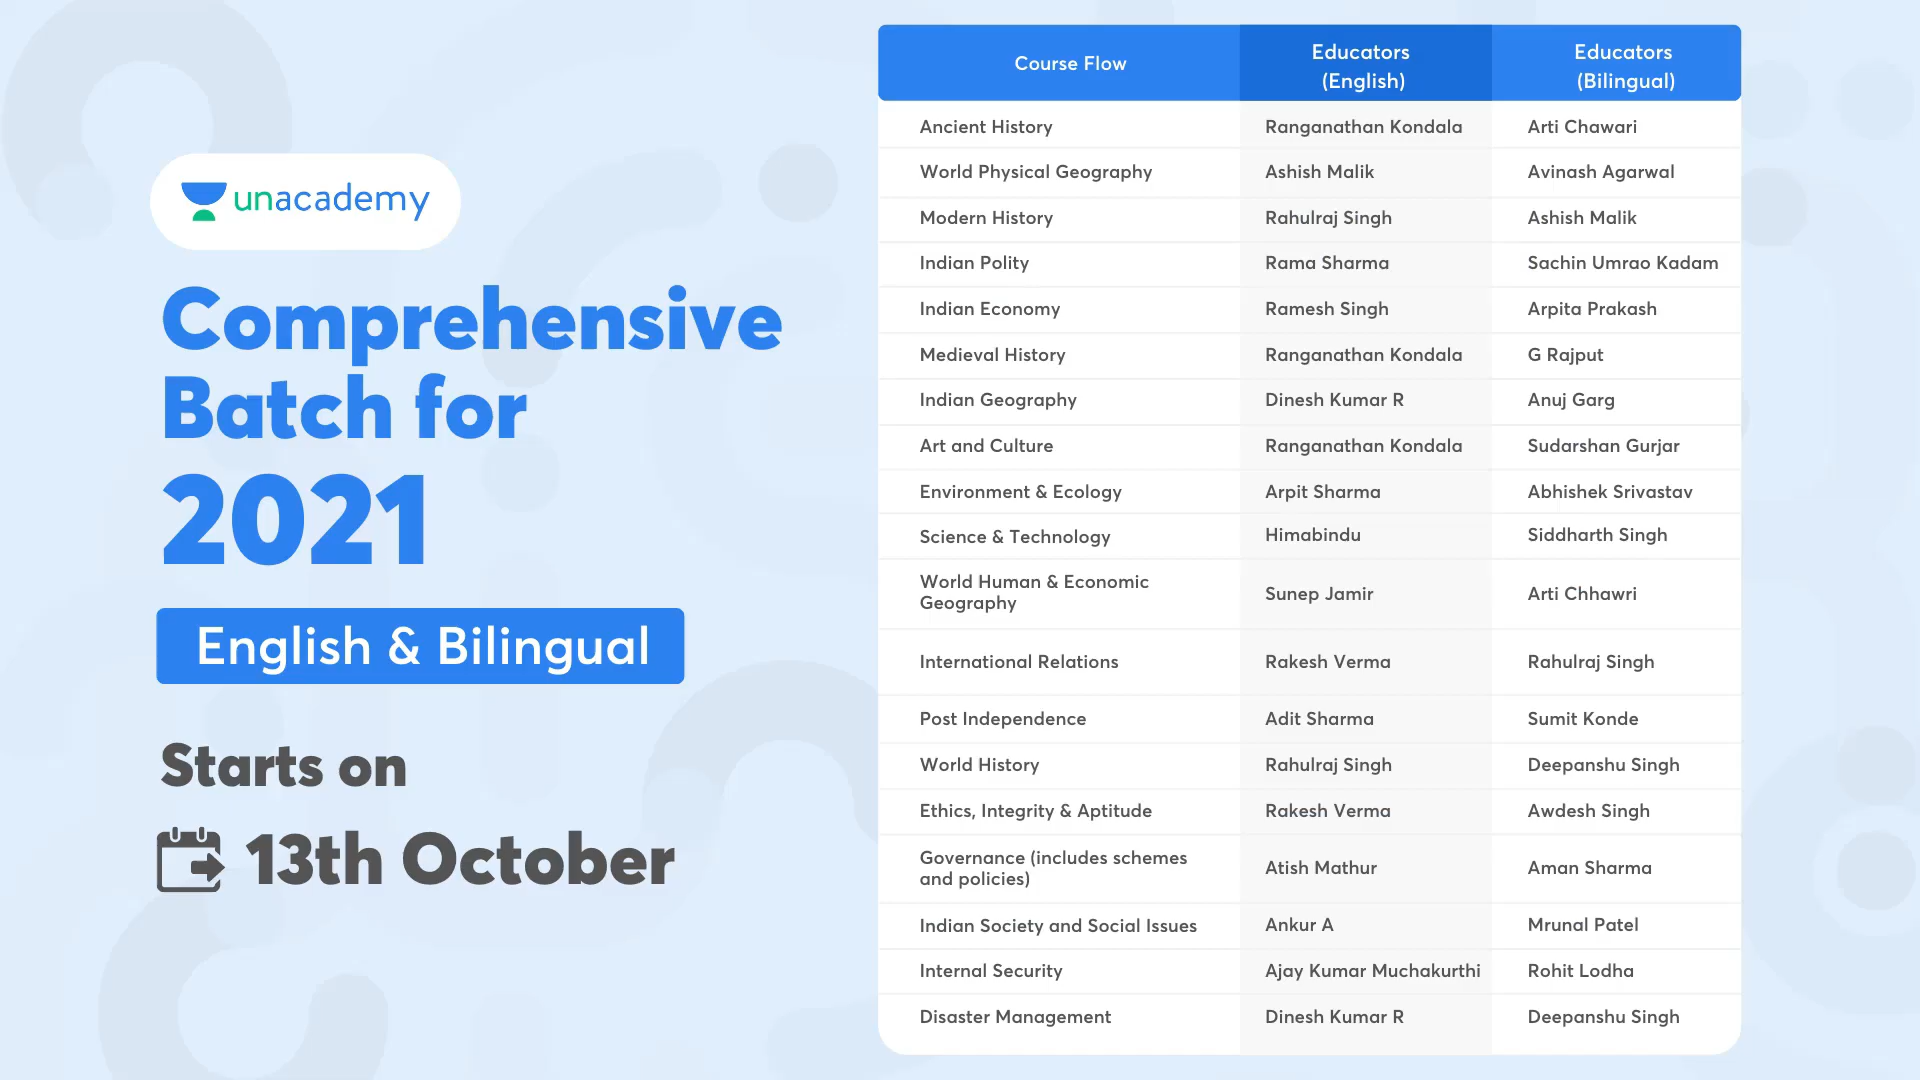 unacademy
Comprehensive
Batch for
2021
English & Bilingual
Starts on
13th October
Course Flow Educators (English) Educators (Bilingual)
Ancient History Ranganathan Kondala Arti Chawari
World Physical Geography Ashish Malik Avinash Agarwal
Modern History Rahulraj Singh Ashish Malik
Indian Polity Rama Sharma Sachin Umrao Kadam
Indian Economy Ramesh Singh Arpita Prakash
Medieval History Ranganathan Kondala G Rajput
Indian Geography Dinesh Kumar R Anuj Garg
Art and Culture Ranganathan Kondala Sudarshan Gurjar
Environment & Ecology Arpit Sharma Abhishek Srivastav
Science & Technology Himabindu Siddharth Singh
World Human & Economic Geography Sunep Jamir Arti Chhawri
International Relations Rakesh Verma Rahulraj Singh
Post Independence Adit Sharma Sumit Konde
World History Rahulraj Singh Deepanshu Singh
Ethics, Integrity & Aptitude Rakesh Verma Awdesh Singh
Governance (includes schemes and policies) Atish Mathur Aman Sharma
Indian Society and Social Issues Ankur A Mrunal Patel
Internal Security Ajay Kumar Muchakurthi Rohit Lodha
Disaster Management Dinesh Kumar R Deepanshu Singh